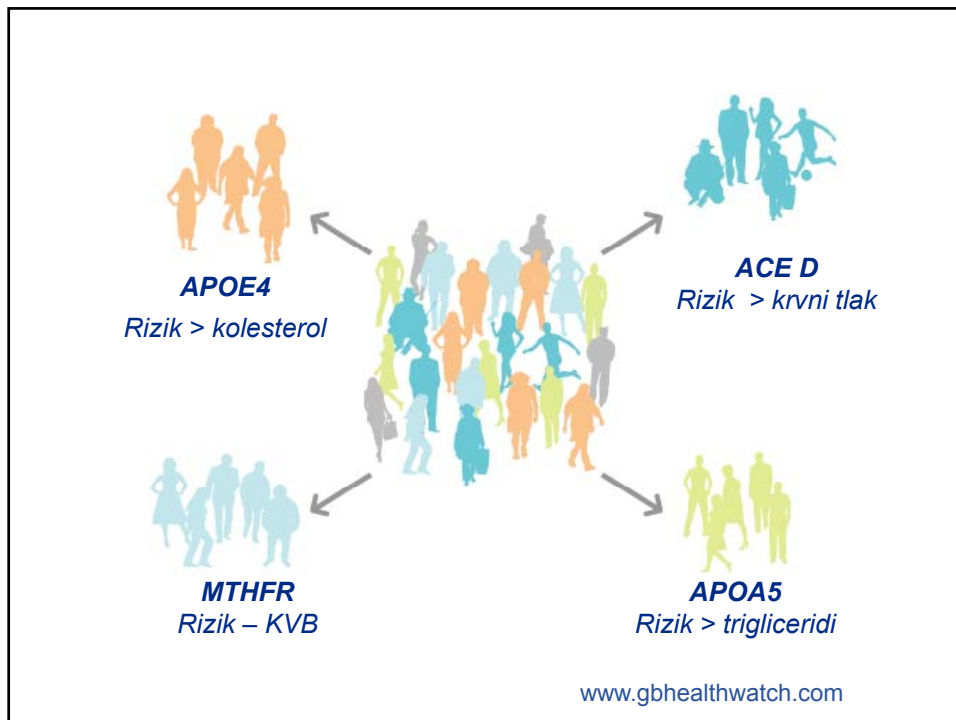 APOE4
Rizik > kolesterol
ACE D
Rizik > krvni tlak
MTHFR
Rizik – KVB
APOA5
Rizik > trigliceridi
www.gbhealthwatch.com